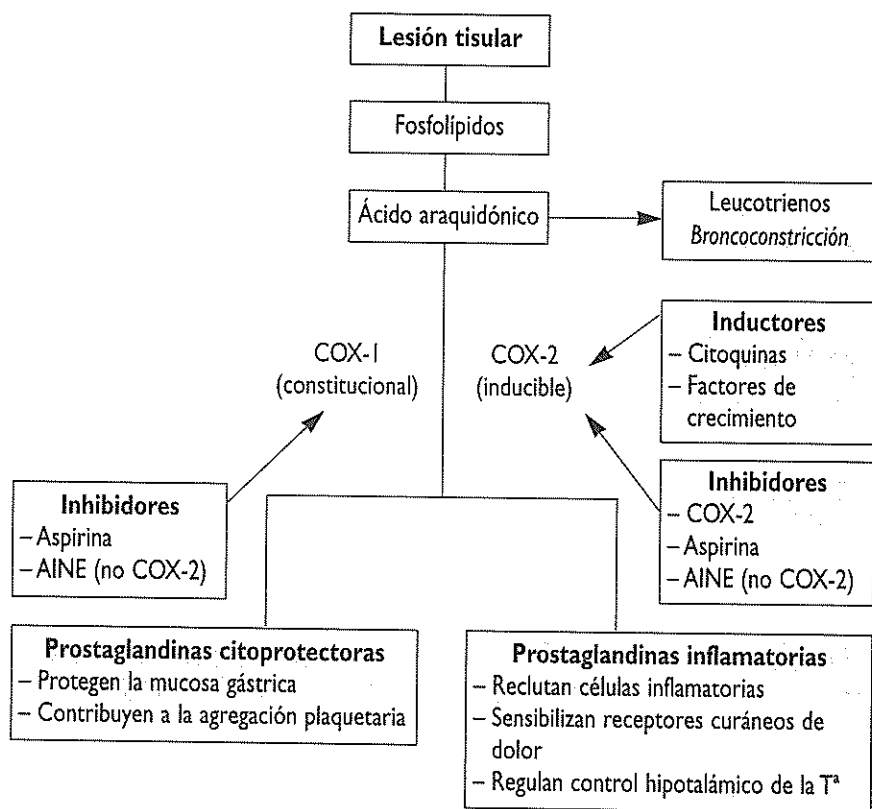 Lesión tisular
Fosfolípidos
Ácido araquidónico
Leucotrienos
Broncoconstricción
COX-1
(constitucional)
COX-2
(inducible)
Inductores
– Citoquinas
– Factores de
crecimiento
Inhibidores
– Aspirina
– AINE (no COX-2)
Inhibidores
– COX-2
– Aspirina
– AINE (no COX-2)
Prostaglandinas citoprotectoras
– Protegen la mucosa gástrica
– Contribuyen a la agregación plaquetaria
Prostaglandinas inflamatorias
– Reclutan células inflamatorias
– Sensibilizan receptores curáneos de
dolor
– Regulan control hipotalámico de la Tª